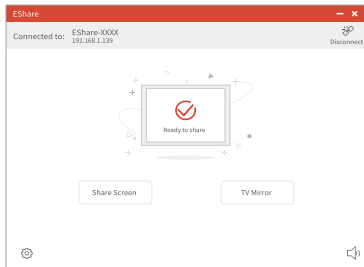 EShare
Connected to: EShare-XXXX
192.168.1.139
Disconnect
Ready to share
Share Screen TV Mirror